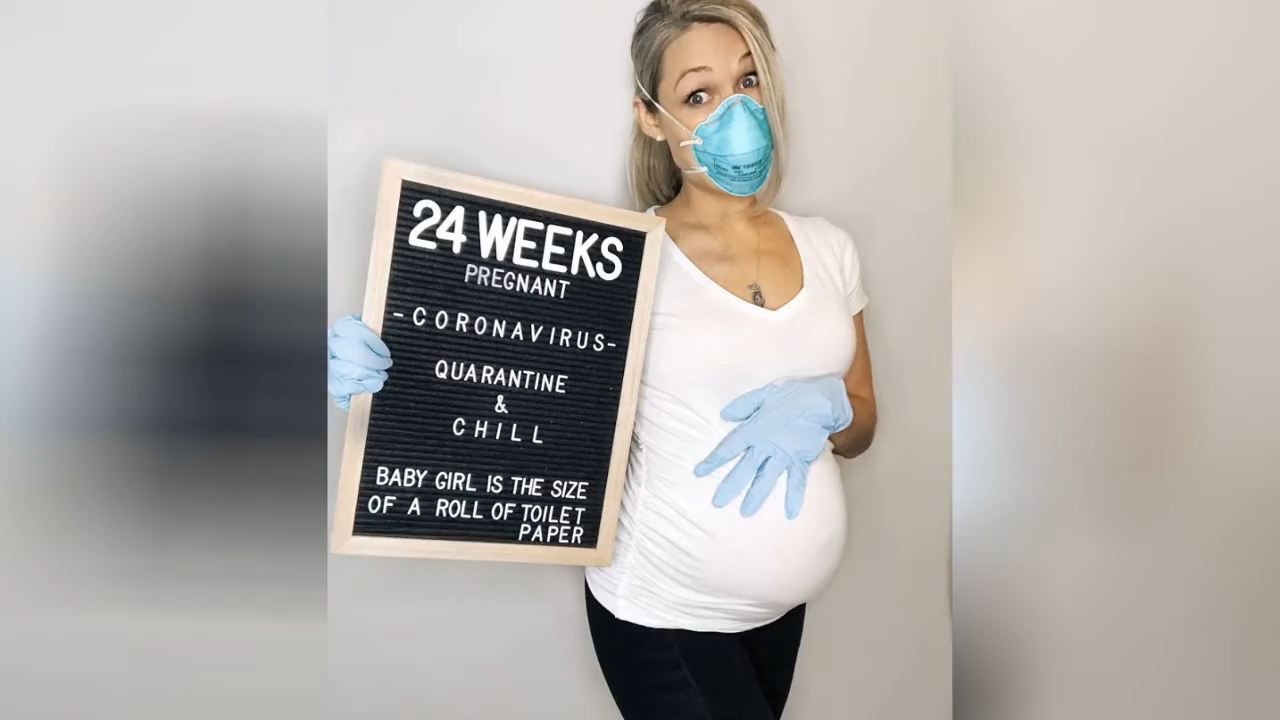 24 WEEKS
PREGNANT
-CORONAVIRUS-
QUARANTINE
&
CHILL
BABY GIRL IS THE SIZE
OF A ROLL OF TOILET
PAPER